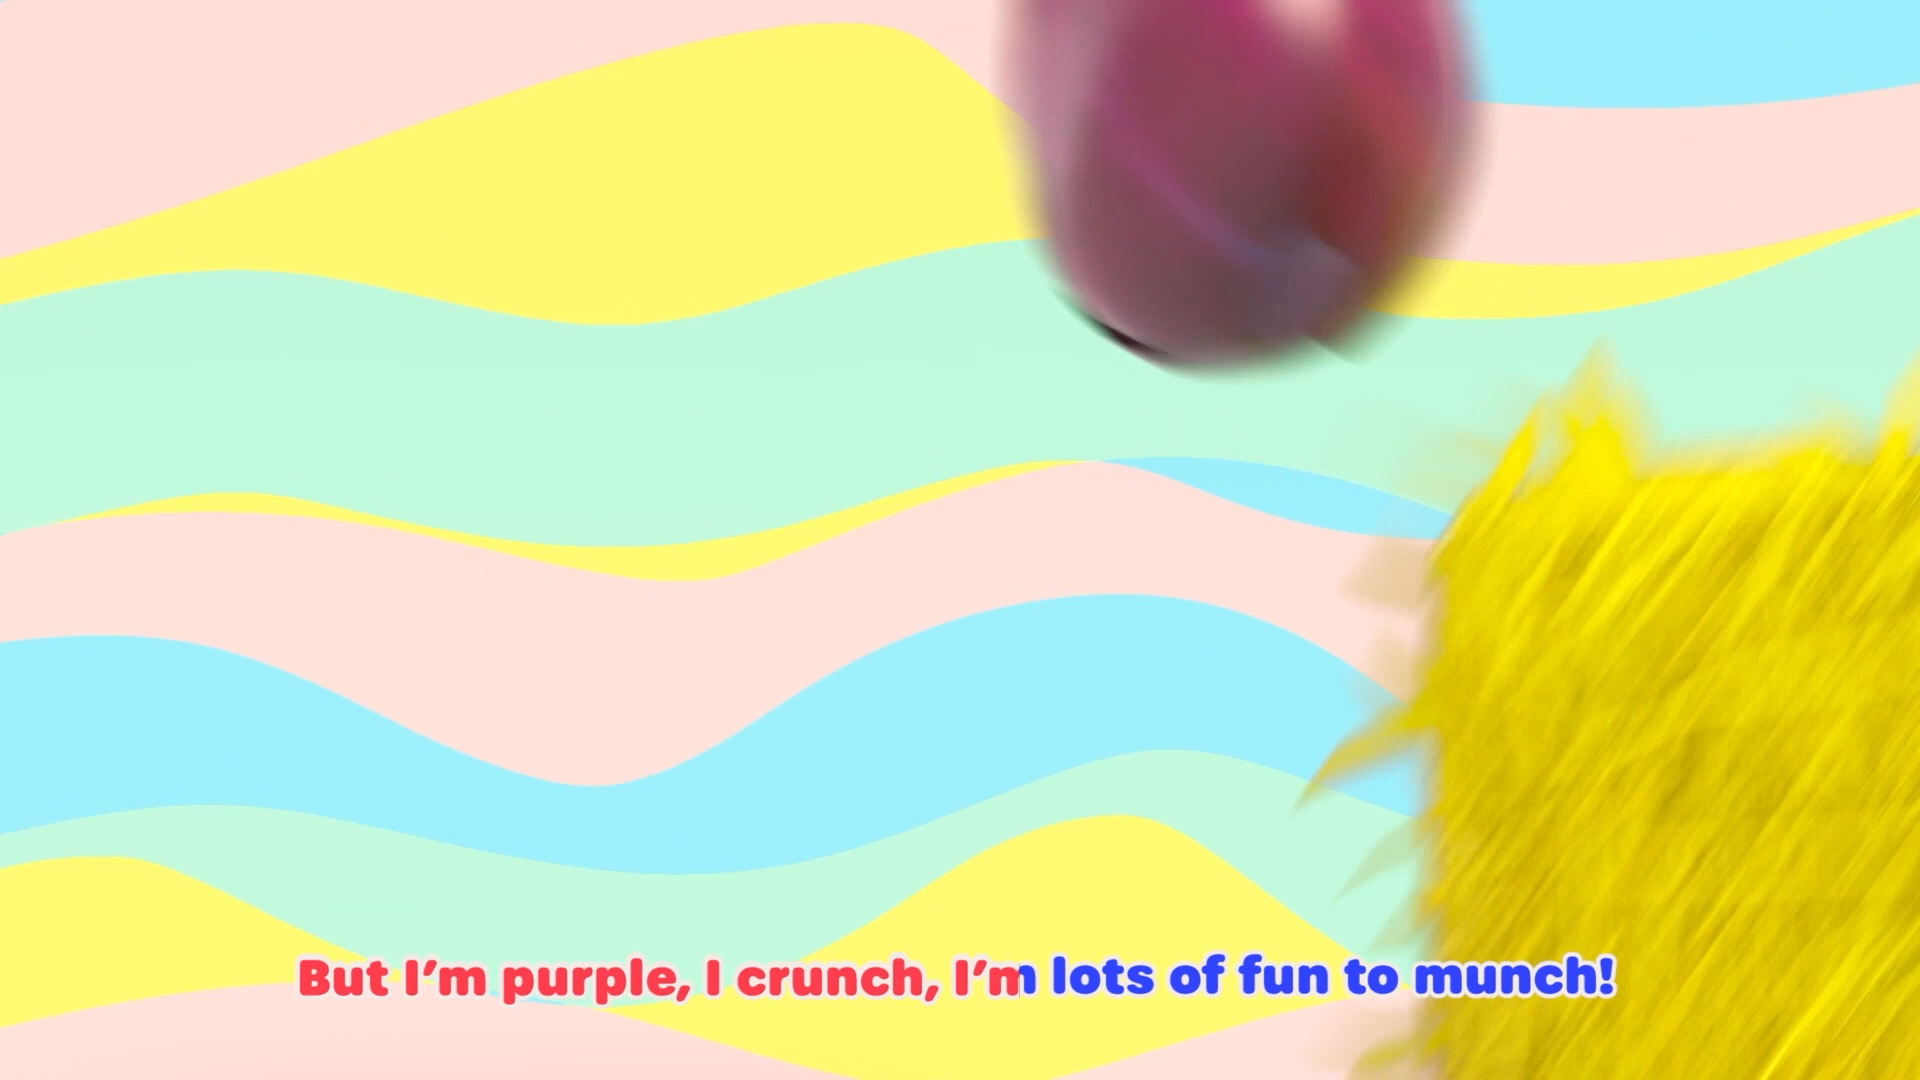 But I’m purple, I crunch, I’m lots of fun to munch!